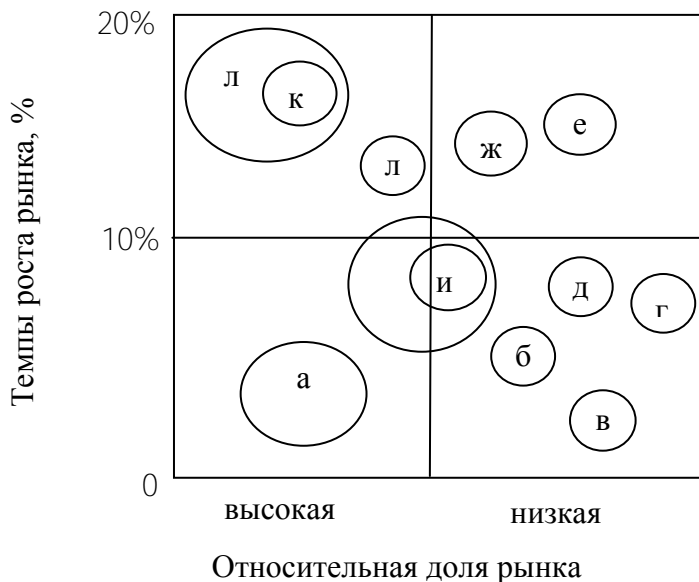 20%
Темпы роста рынка, %
л
к
е
ж
л
10%
и
д
г
б
а
в
0
высокая
низкая
Относительная доля рынка